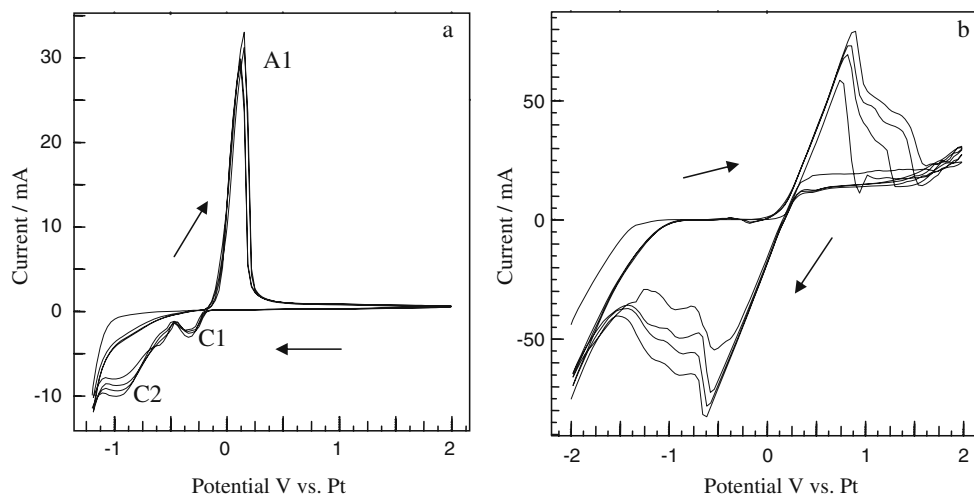 a
30
20
10
0
-10
Current / mA
A1
C1
C2
-1
0
1
2
Potential V vs. Pt
b
50
0
-50
Current / mA
-2
-1
0
1
2
Potential V vs. Pt